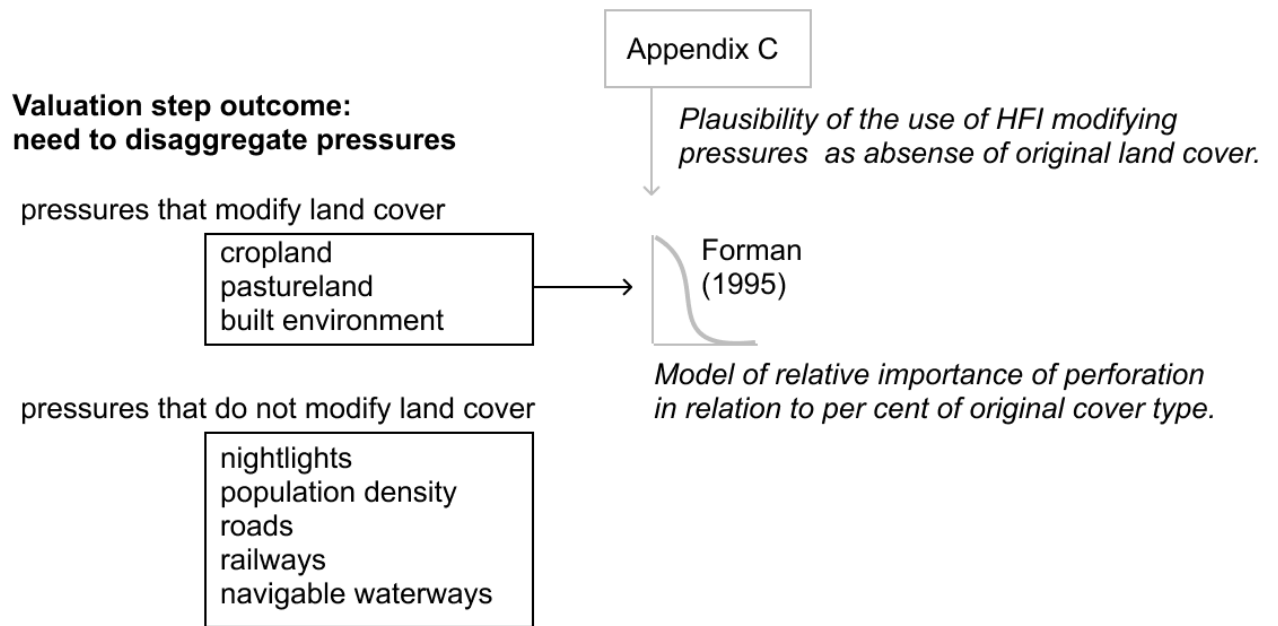 Appendix C
Valuation step outcome:
need to disaggregate pressures
Plausibility of the use of HFI modifying
pressures as absense of original land cover.
pressures that modify land cover
cropland
pastureland
built environment
Forman
(1995)
Model of relative importance of perforation
in relation to per cent of original cover type.
pressures that do not modify land cover
nightlights
population density
roads
railways
navigable waterways